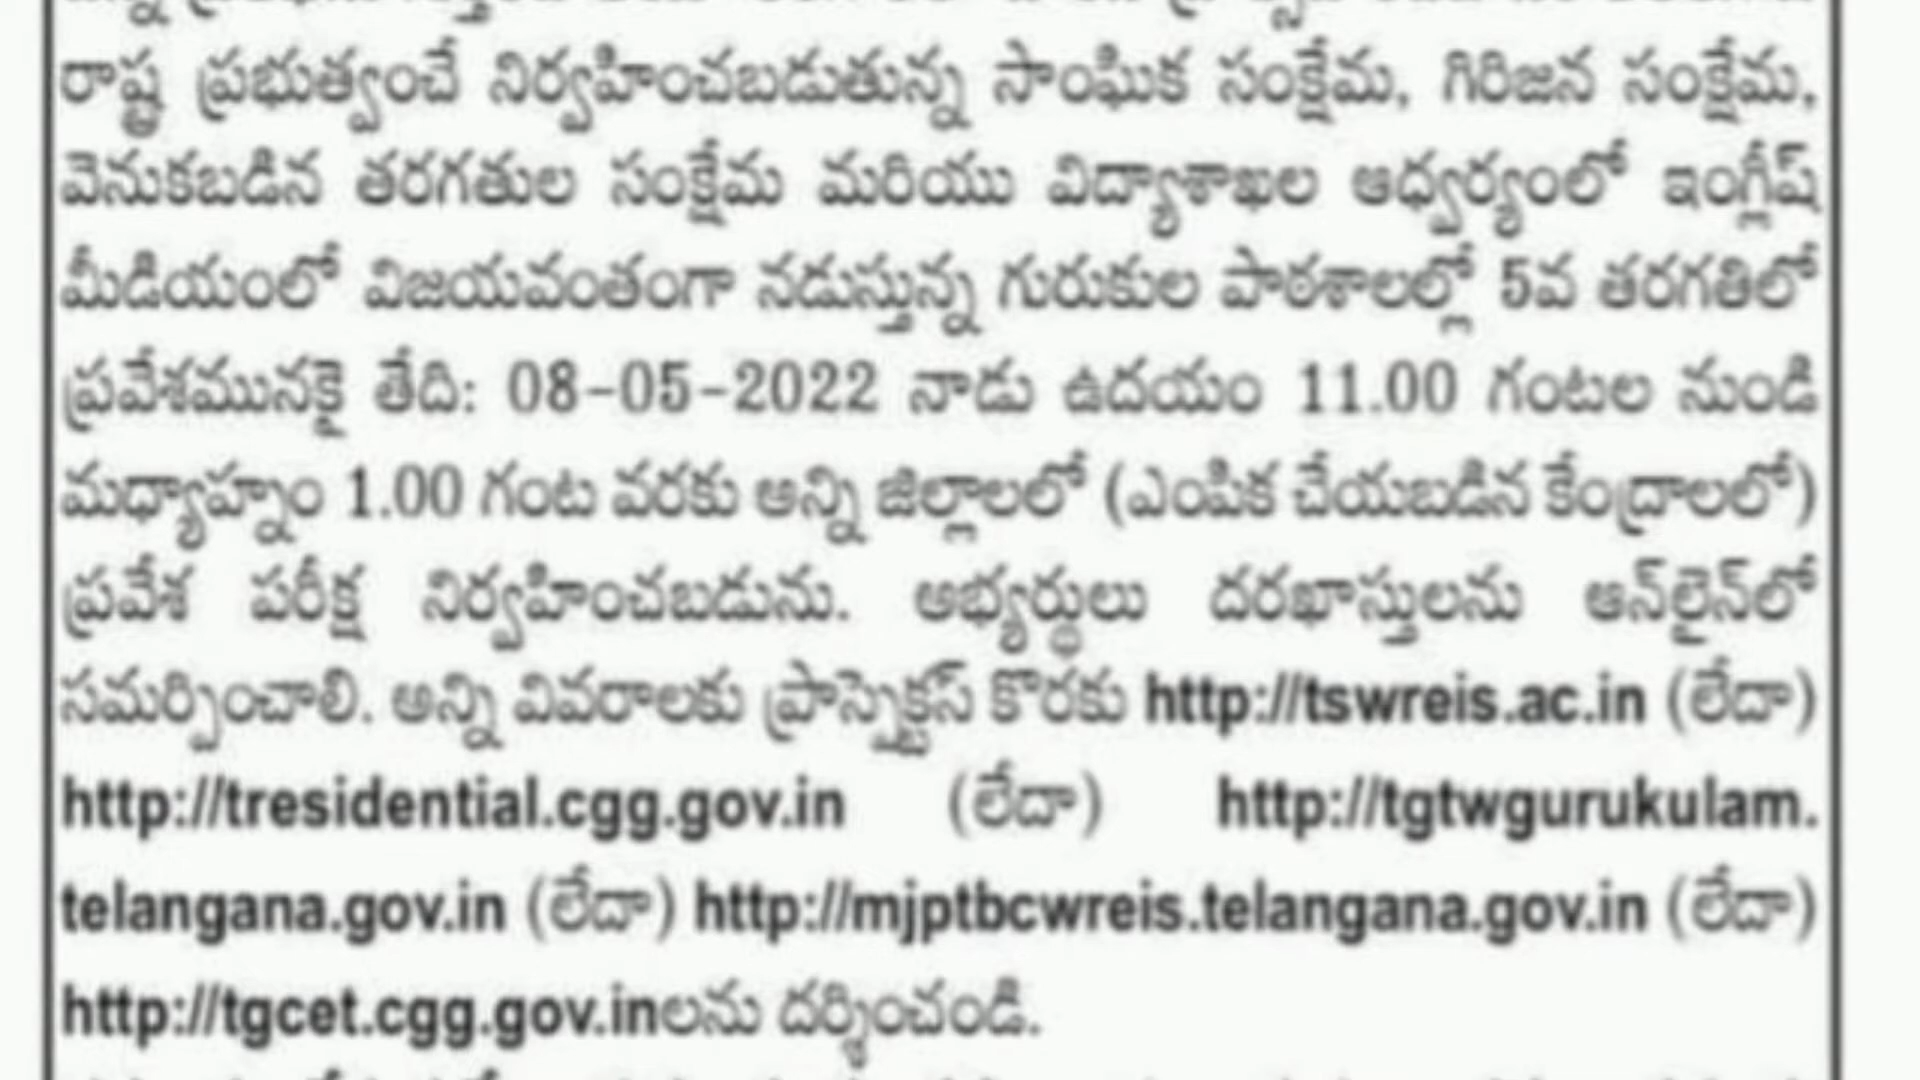 రాష్ట్ర ప్రభుత్వంచే నిర్వహించబడుతున్న సాంఘిక సంక్షేమ, గిరిజన సంక్షేమ,
వెనుకబడిన తరగతుల సంక్షేమ మరియు విద్యాశాఖల ఆధ్వర్యంలో ఇంగ్లీష్
మీడియంలో విజయవంతంగా నడుస్తున్న గురుకుల పాఠశాలల్లో 5వ తరగతిలో
ప్రవేశమునకై తేది: 08-05-2022 నాడు ఉదయం 11.00 గంటల నుండి
మధ్యాహ్నం 1.00 గంట వరకు అన్ని జిల్లాలలో (ఎంపిక చేయబడిన కేంద్రాలలో)
ప్రవేశ పరీక్ష నిర్వహించబడును. అభ్యర్థులు దరఖాస్తులను ఆన్‌లైన్‌లో
సమర్పించాలి. అన్ని వివరాలకు ప్రాస్పెక్టస్ కొరకు http://tswreis.ac.in (లేదా)
http://tresidential.cgg.gov.in (లేదా) http://tgtwgurukulam.
telangana.gov.in (లేదా) http://mjptbcwreis.telangana.gov.in (లేదా)
http://tgcet.cgg.gov.inలను దర్శించండి.